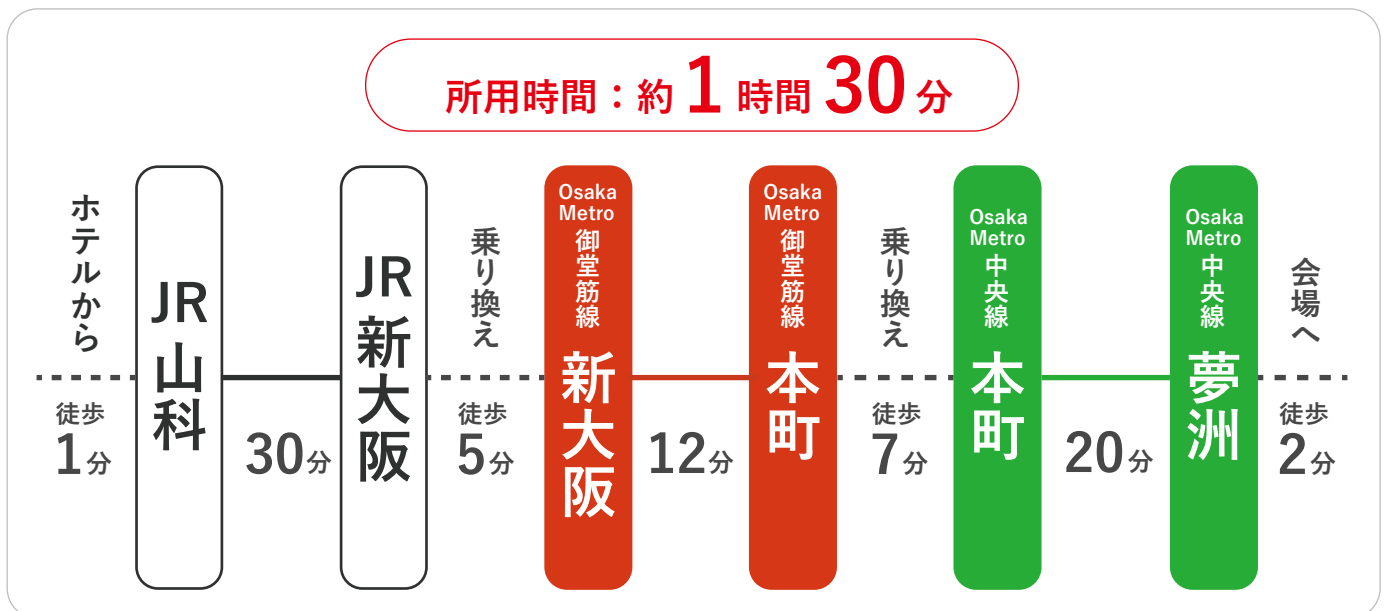 所用時間：約1時間30分
ホテルから
徒歩
1分
JR山科
30分
JR新大阪
乗り換え
徒歩
5分
Osaka
Metro
御堂筋線
新大阪
12分
Osaka
Metro
御堂筋線
本町
乗り換え
徒歩
7分
Osaka
Metro
中央線
本町
20分
Osaka
Metro
中央線
夢洲
会場へ
徒歩
2分